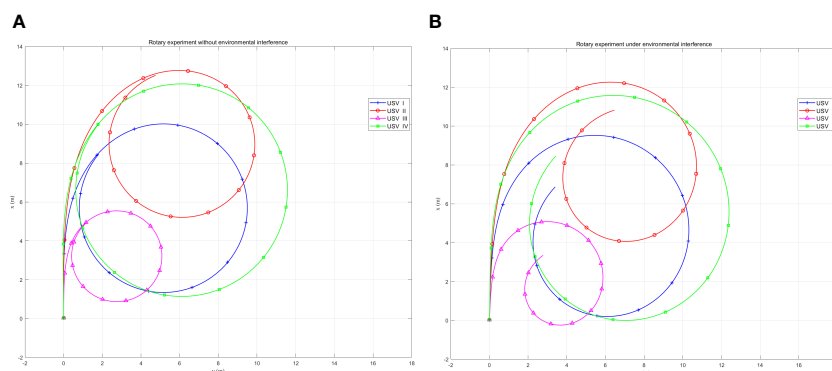 A
B
Rotary experiment without environmental interference
Rotary experiment under environmental interference
14
12
10
8
6
4
2
0
-2
x (m)
USV I
USV II
USV III
USV IV
-2
0
2
4
6
8
10
12
14
16
18
y (m)
14
12
10
8
6
4
2
0
-2
x (m)
USV
USV
USV
USV
-2
0
2
4
6
8
10
12
14
16